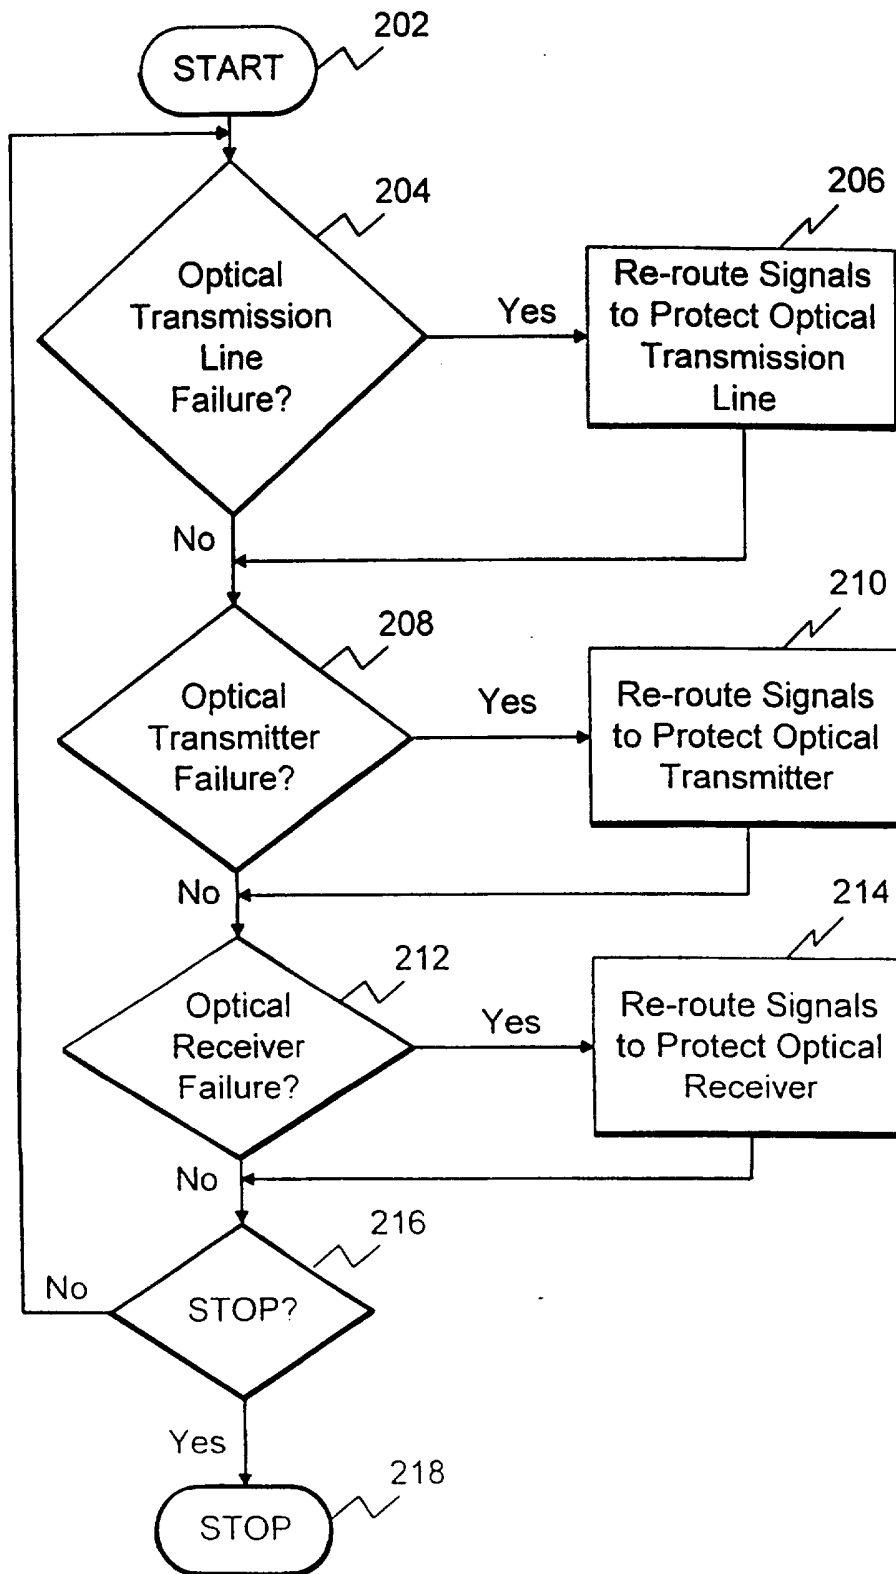 202
START
204
206
Optical
Transmission
Line
Failure?
Yes
Re-route Signals
to Protect Optical
Transmission
Line
No
208
210
Optical
Transmitter
Failure?
Yes
Re-route Signals
to Protect Optical
Transmitter
No
212
214
Optical
Receiver
Failure?
Yes
Re-route Signals
to Protect Optical
Receiver
No
216
No
STOP?
Yes
218
STOP